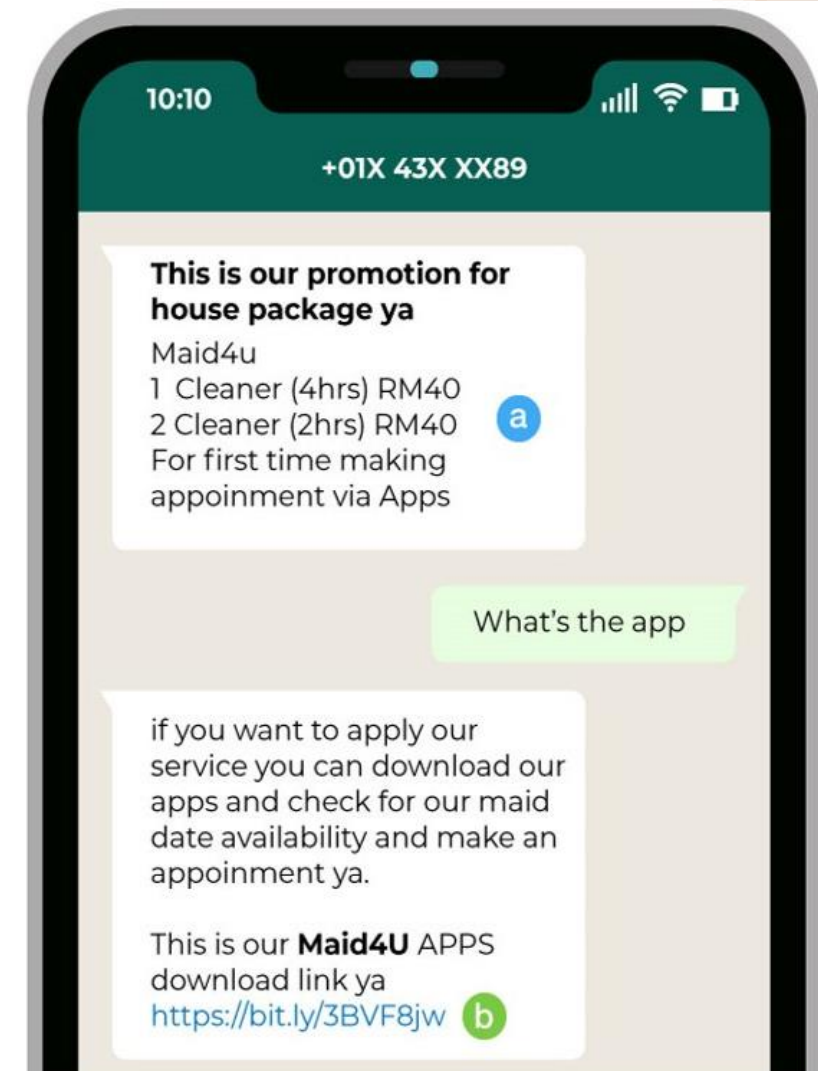 10:10
+01X 43X XX89
This is our promotion for
house package ya
Maid4u
1 Cleaner (4hrs) RM40
2 Cleaner (2hrs) RM40
a
For first time making
appoinment via Apps
What's the app
if you want to apply our
service you can download our
apps and check for our maid
date availability and make an
appoinment ya.
This is our Maid4U APPS
download link ya
https://bit.ly/3BVF8jw b